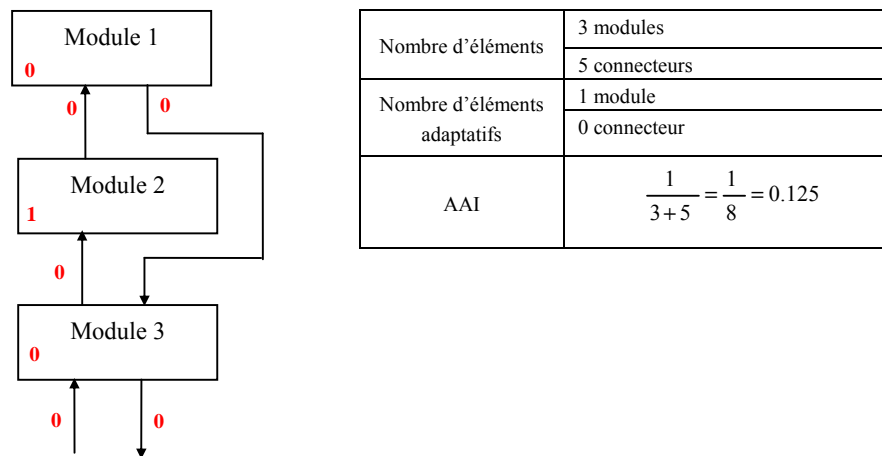 Module 1
0
0
0
Module 2
1
0
Module 3
0
0
0
Nombre d’éléments
3 modules
5 connecteurs
Nombre d’éléments
adaptatifs
1 module
0 connecteur
AAI
1/(3+5) = 1/8 = 0.125